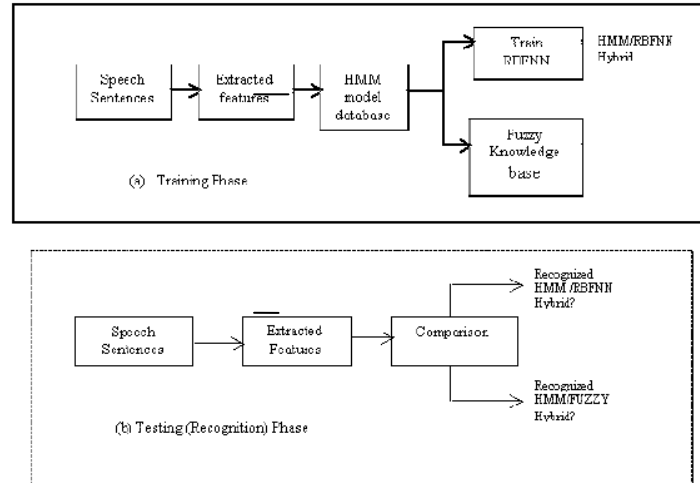 Speech
Sentences
Extracted
features
HMM
model
database
Train
RBFNN
HMM/RBFNN
Hybrid
Fuzzy
Knowledge
base
(a) Training Phase
Speech
Sentences
Extracted
Features
Comparison
Recognized
HMM /RBFNN
Hybrid?
Recognized
HMM/FUZZY
Hybrid?
(b) Testing (Recognition) Phase